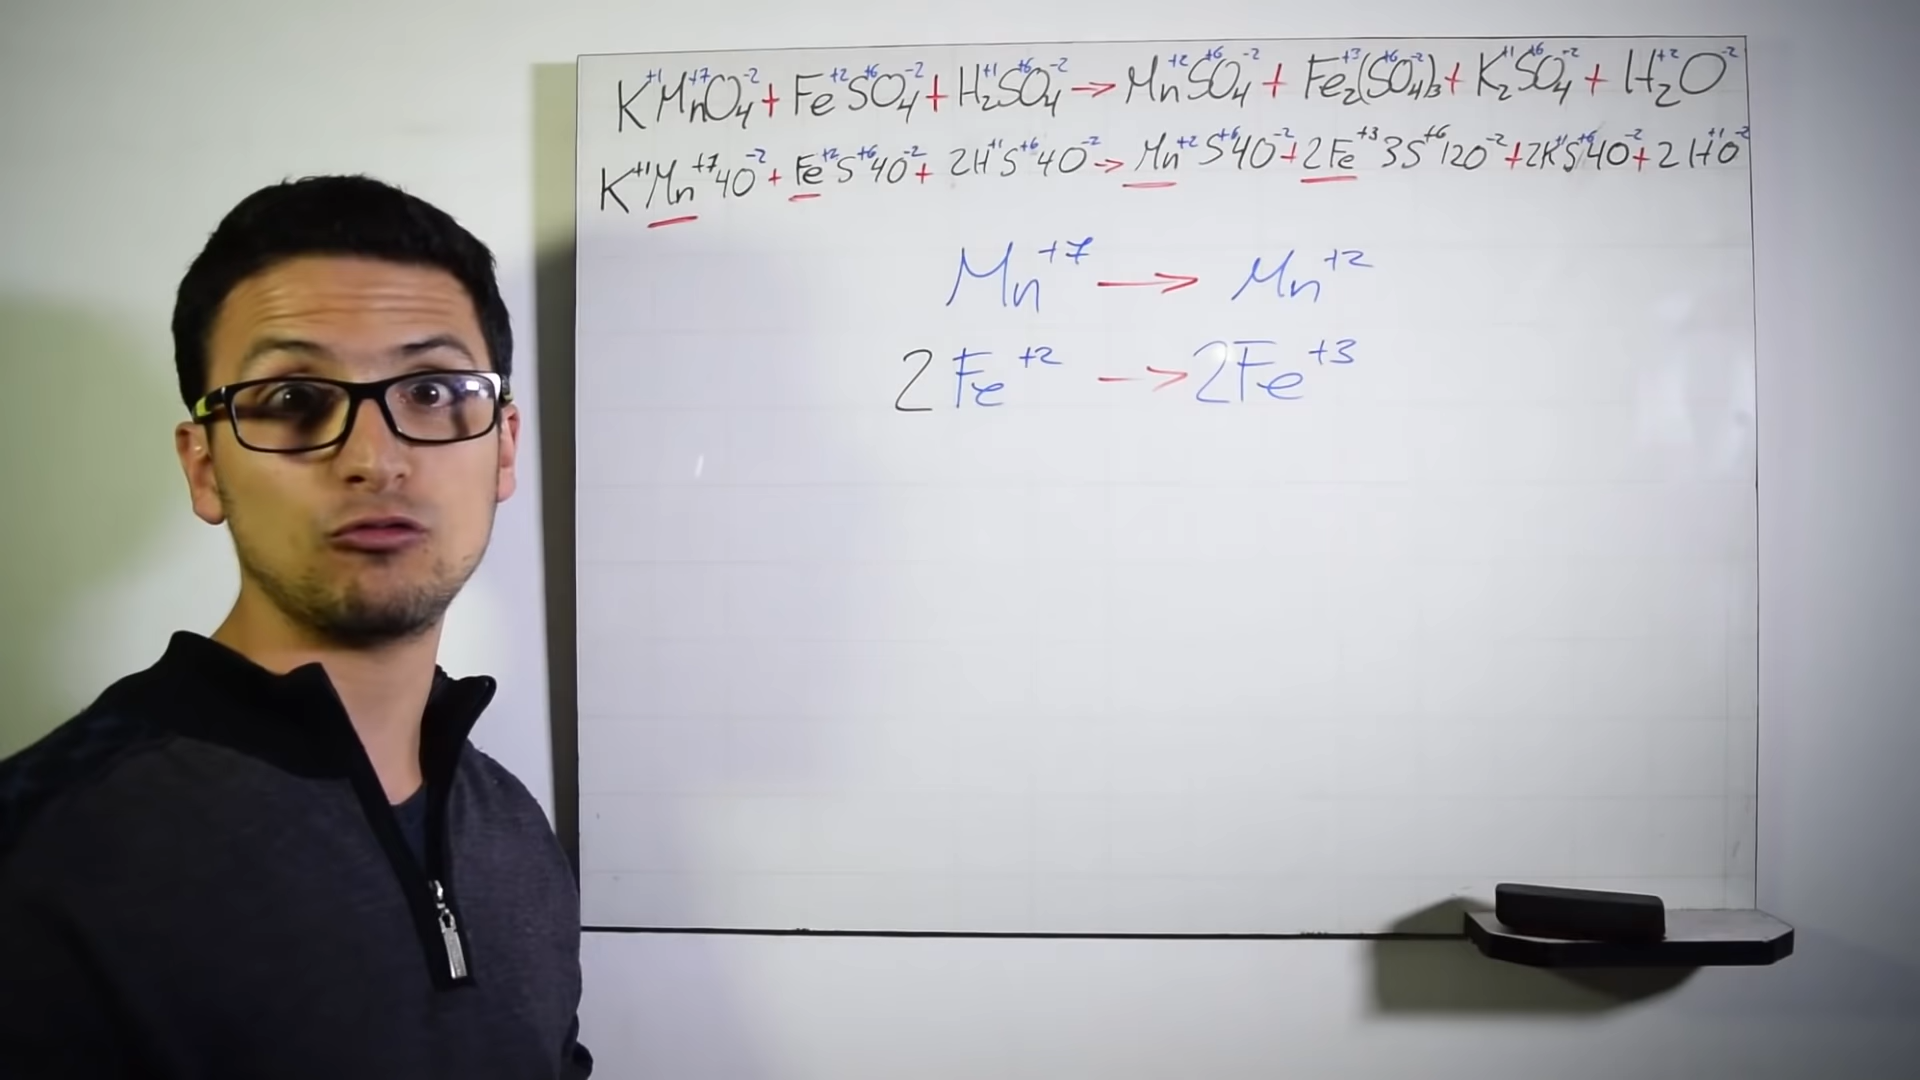 K⁺¹Mn⁺⁷O₄⁻² + Fe⁺²S⁺⁶O₄⁻² + H₂⁺¹S⁺⁶O₄⁻² → Mn⁺²S⁺⁶O₄⁻² + Fe₂⁺³(S⁺⁶O₄⁻²)₃ + K₂⁺¹S⁺⁶O₄⁻² + H₂⁺²O⁻²
K⁺¹Mn⁺⁷4O⁻² + Fe⁺²S⁺⁶4O⁻² + 2H⁺¹S⁺⁶4O⁻² → Mn⁺²S⁺⁶4O⁻² + 2Fe⁺³3S⁺⁶12O⁻² + 2K⁺¹S⁺⁶4O⁻² + 2H⁺¹O⁻²
Mn⁺⁷ → Mn⁺²
2Fe⁺² → 2Fe⁺³